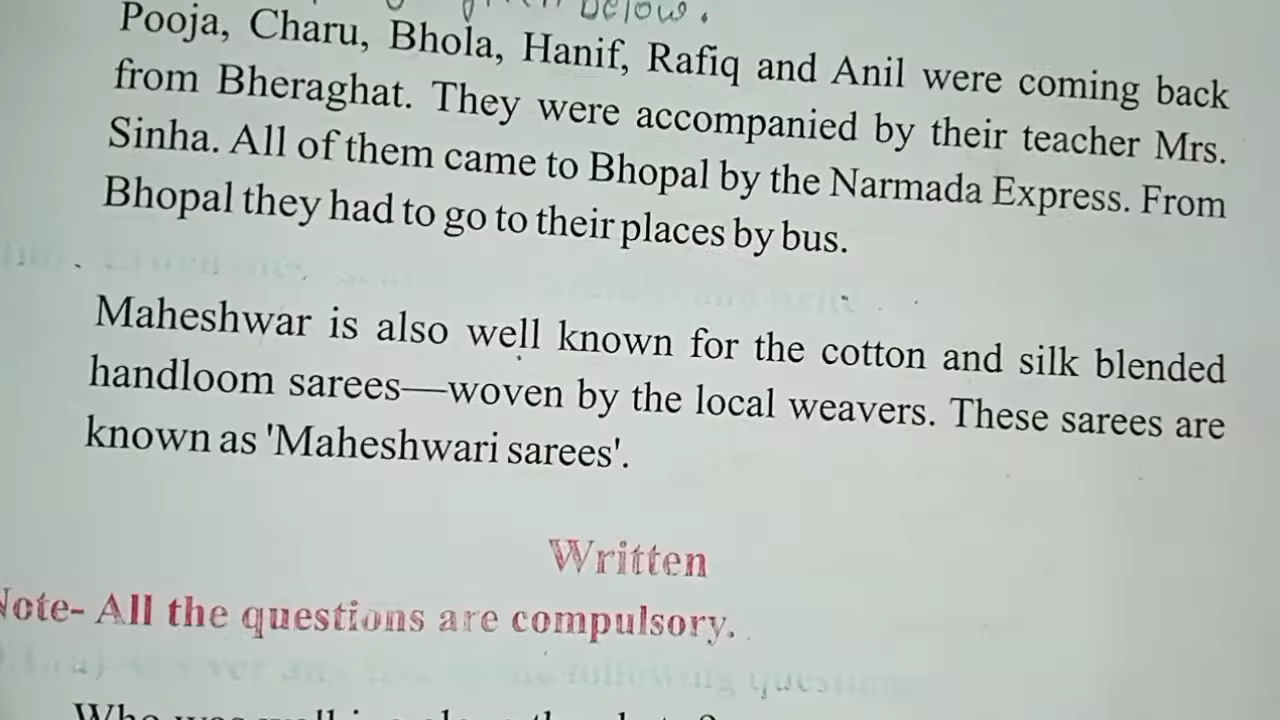 below.
Pooja, Charu, Bhola, Hanif, Rafiq and Anil were coming back
from Bheraghat. They were accompanied by their teacher Mrs.
Sinha. All of them came to Bhopal by the Narmada Express. From
Bhopal they had to go to their places by bus.
Maheshwar is also well known for the cotton and silk blended
handloom sarees—woven by the local weavers. These sarees are
known as 'Maheshwari sarees'.
Written
Note- All the questions are compulsory.
Who was